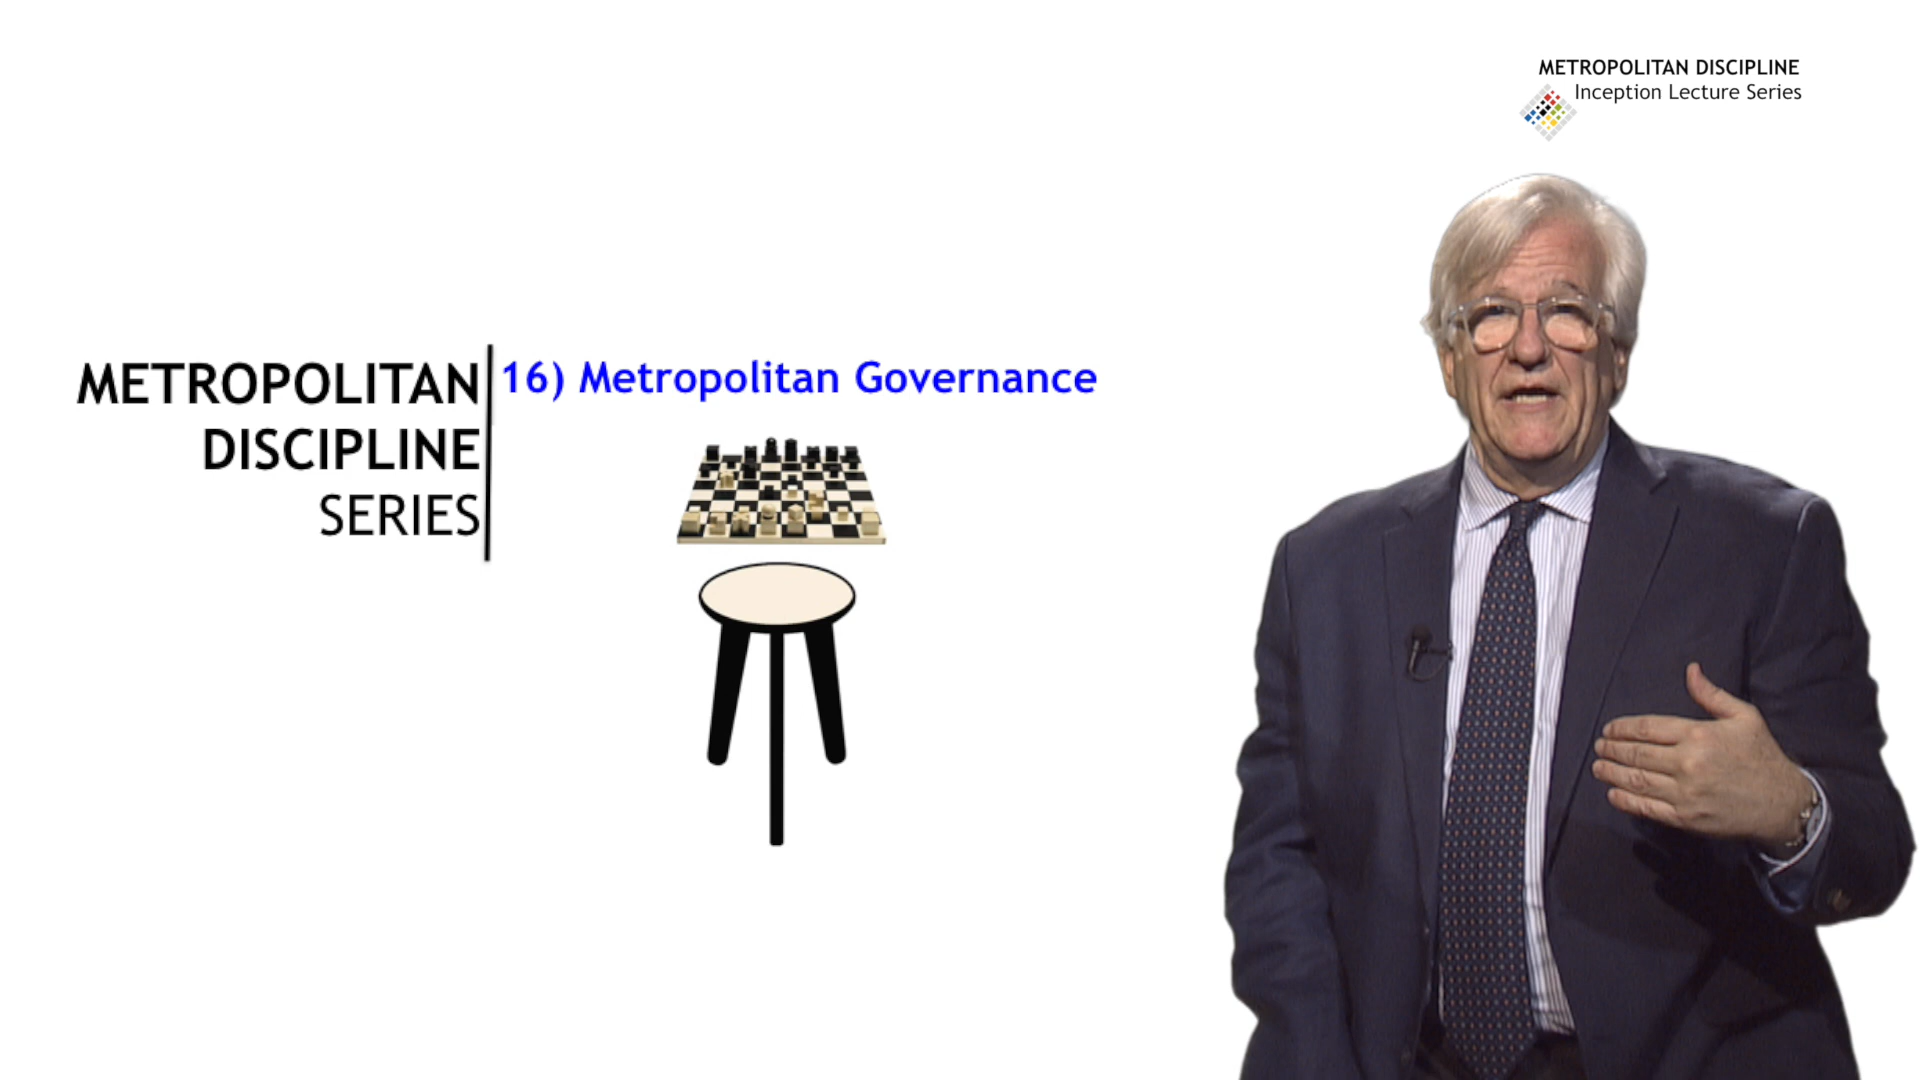 METROPOLITAN DISCIPLINE
Inception Lecture Series
METROPOLITAN
DISCIPLINE
SERIES
16) Metropolitan Governance